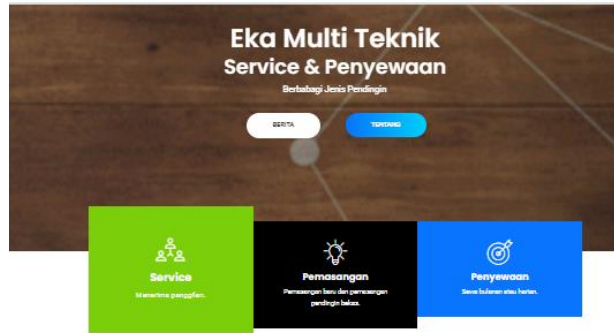 Eka Multi Teknik
Service & Penyewaan
Berbabagi Jenis Pendingin
BERITA
TENTANG
Service
Menerima panggilan.
Pemasangan
Pemasangan baru dan pemasangan
pendingin bekas.
Penyewaan
Sewa bulanan atau harian.